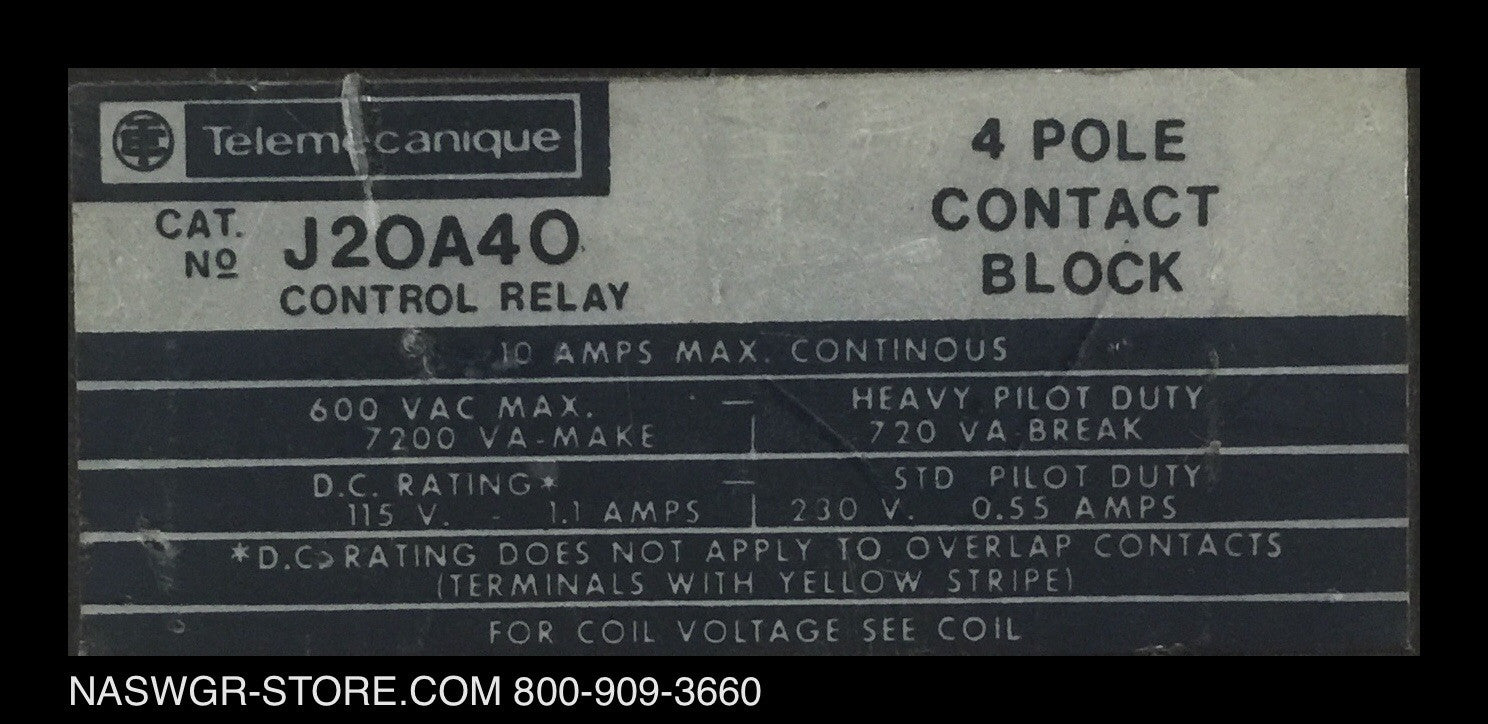 Telemecanique
4 POLE
CONTACT
BLOCK
CAT.
Nº J20A40
CONTROL RELAY
10 AMPS MAX. CONTINOUS
600 VAC MAX. — HEAVY PILOT DUTY
7200 VA-MAKE | 720 VA-BREAK
D.C. RATING* — STD PILOT DUTY
115 V. - 1.1 AMPS | 230 V. 0.55 AMPS
*D.C. RATING DOES NOT APPLY TO OVERLAP CONTACTS
(TERMINALS WITH YELLOW STRIPE)
FOR COIL VOLTAGE SEE COIL
NASWGR-STORE.COM 800-909-3660